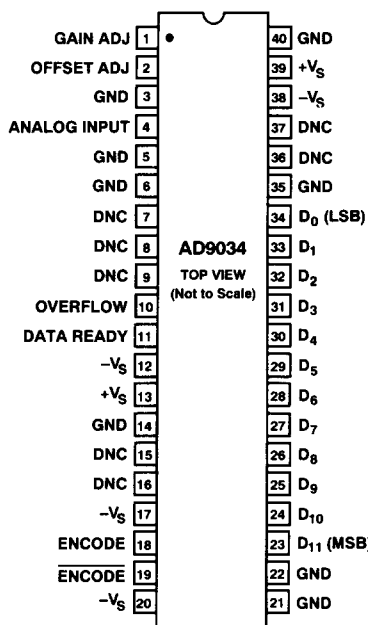 GAIN ADJ 1 40 GND
OFFSET ADJ 2 39 +VS
GND 3 38 −VS
ANALOG INPUT 4 37 DNC
GND 5 36 DNC
GND 6 35 GND
DNC 7 34 D0 (LSB)
DNC 8 AD9034 33 D1
DNC 9 TOP VIEW 32 D2
(Not to Scale)
OVERFLOW 10 31 D3
DATA READY 11 30 D4
−VS 12 29 D5
+VS 13 28 D6
GND 14 27 D7
DNC 15 26 D8
DNC 16 25 D9
−VS 17 24 D10
ENCODE 18 23 D11 (MSB)
ENCODE 19 22 GND
−VS 20 21 GND